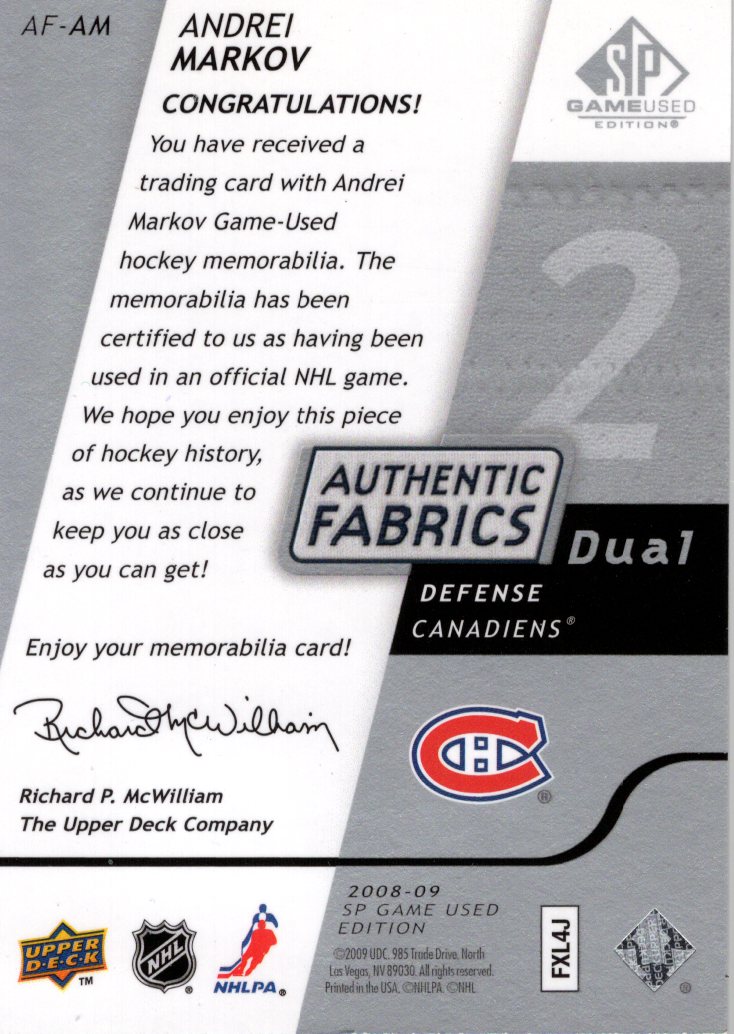 AF-AM
ANDREI
MARKOV
CONGRATULATIONS!
You have received a
trading card with Andrei
Markov Game-Used
hockey memorabilia. The
memorabilia has been
certified to us as having been
used in an official NHL game.
We hope you enjoy this piece
of hockey history,
as we continue to
keep you as close
as you can get!
Enjoy your memorabilia card!
Richard McWilliam
Richard P. McWilliam
The Upper Deck Company
SP
GAMEUSED
EDITION®
2
AUTHENTIC
FABRICS
Dual
DEFENSE
CANADIENS®
CH
®
2008-09
SP GAME USED
EDITION
©2009 UDC. 985 Trade Drive, North
Las Vegas, NV 89030. All rights reserved.
Printed in the USA. ©NHLPA. ©NHL
UPPER
D·E·C·K
TM
NHL
®
NHLPA®
FXL4J
®